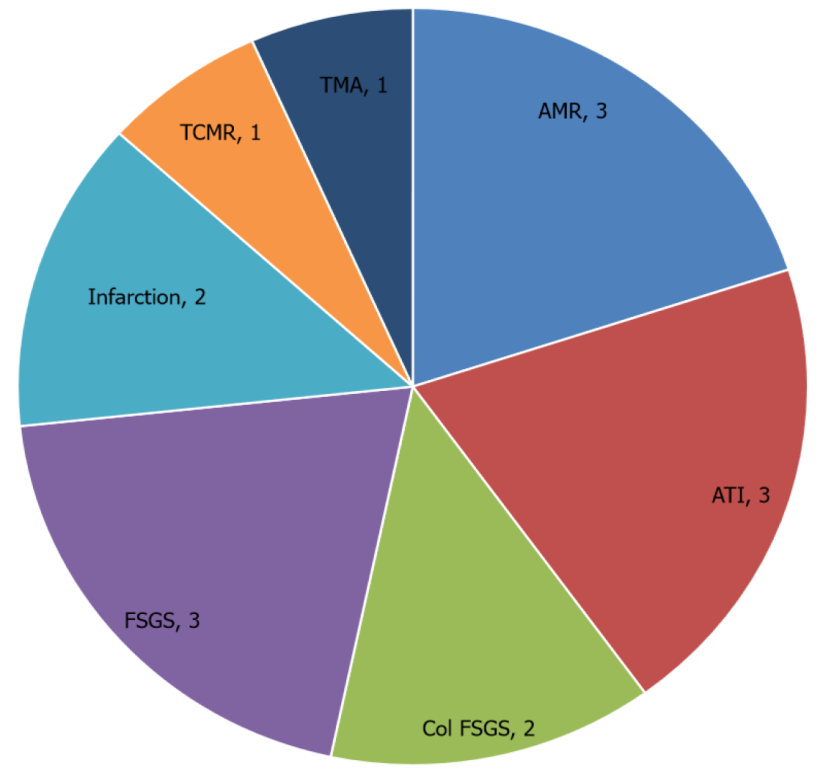 TMA, 1
AMR, 3
TCMR, 1
Infarction, 2
ATI, 3
FSGS, 3
Col FSGS, 2